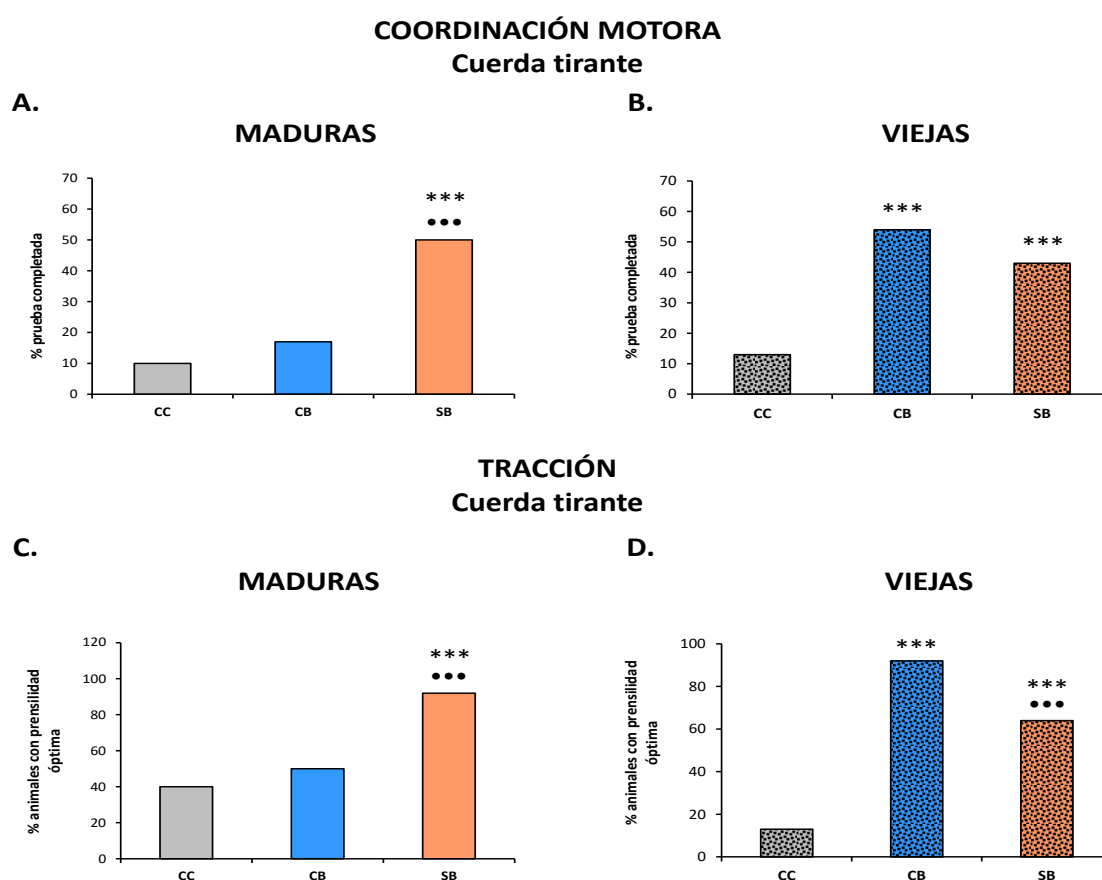 COORDINACIÓN MOTORA
Cuerda tirante
A.
MADURAS
% prueba completada
70
60
50
40
30
20
10
0
***
•••
CC CB SB
B.
VIEJAS
% prueba completada
70
60
50
40
30
20
10
0
***
***
CC CB SB
TRACCIÓN
Cuerda tirante
C.
MADURAS
% animales con prensilidad
óptima
120
100
80
60
40
20
0
***
•••
CC CB SB
D.
VIEJAS
% animales con prensilidad
óptima
100
80
60
40
20
0
***
***
•••
CC CB SB